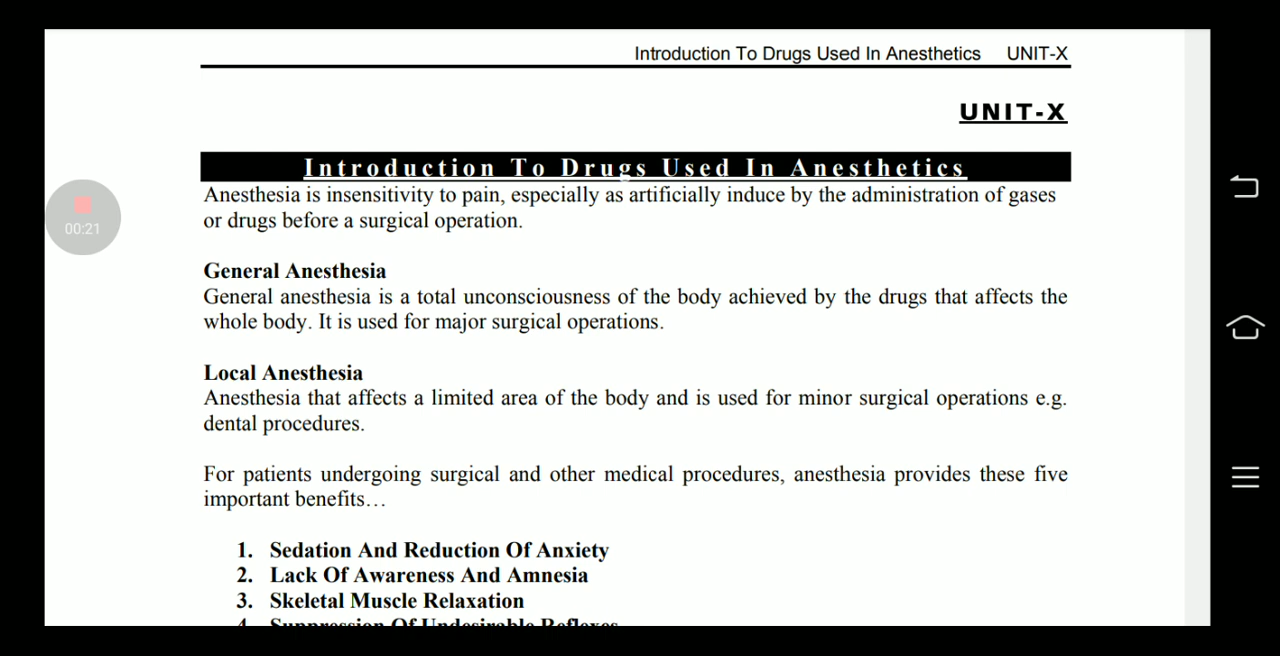 Introduction To Drugs Used In Anesthetics UNIT-X
UNIT-X
Introduction To Drugs Used In Anesthetics
Anesthesia is insensitivity to pain, especially as artificially induce by the administration of gases
or drugs before a surgical operation.
General Anesthesia
General anesthesia is a total unconsciousness of the body achieved by the drugs that affects the
whole body. It is used for major surgical operations.
Local Anesthesia
Anesthesia that affects a limited area of the body and is used for minor surgical operations e.g.
dental procedures.
For patients undergoing surgical and other medical procedures, anesthesia provides these five
important benefits…
1. Sedation And Reduction Of Anxiety
2. Lack Of Awareness And Amnesia
3. Skeletal Muscle Relaxation
4. Suppression Of Undesirable Reflexes
00:21